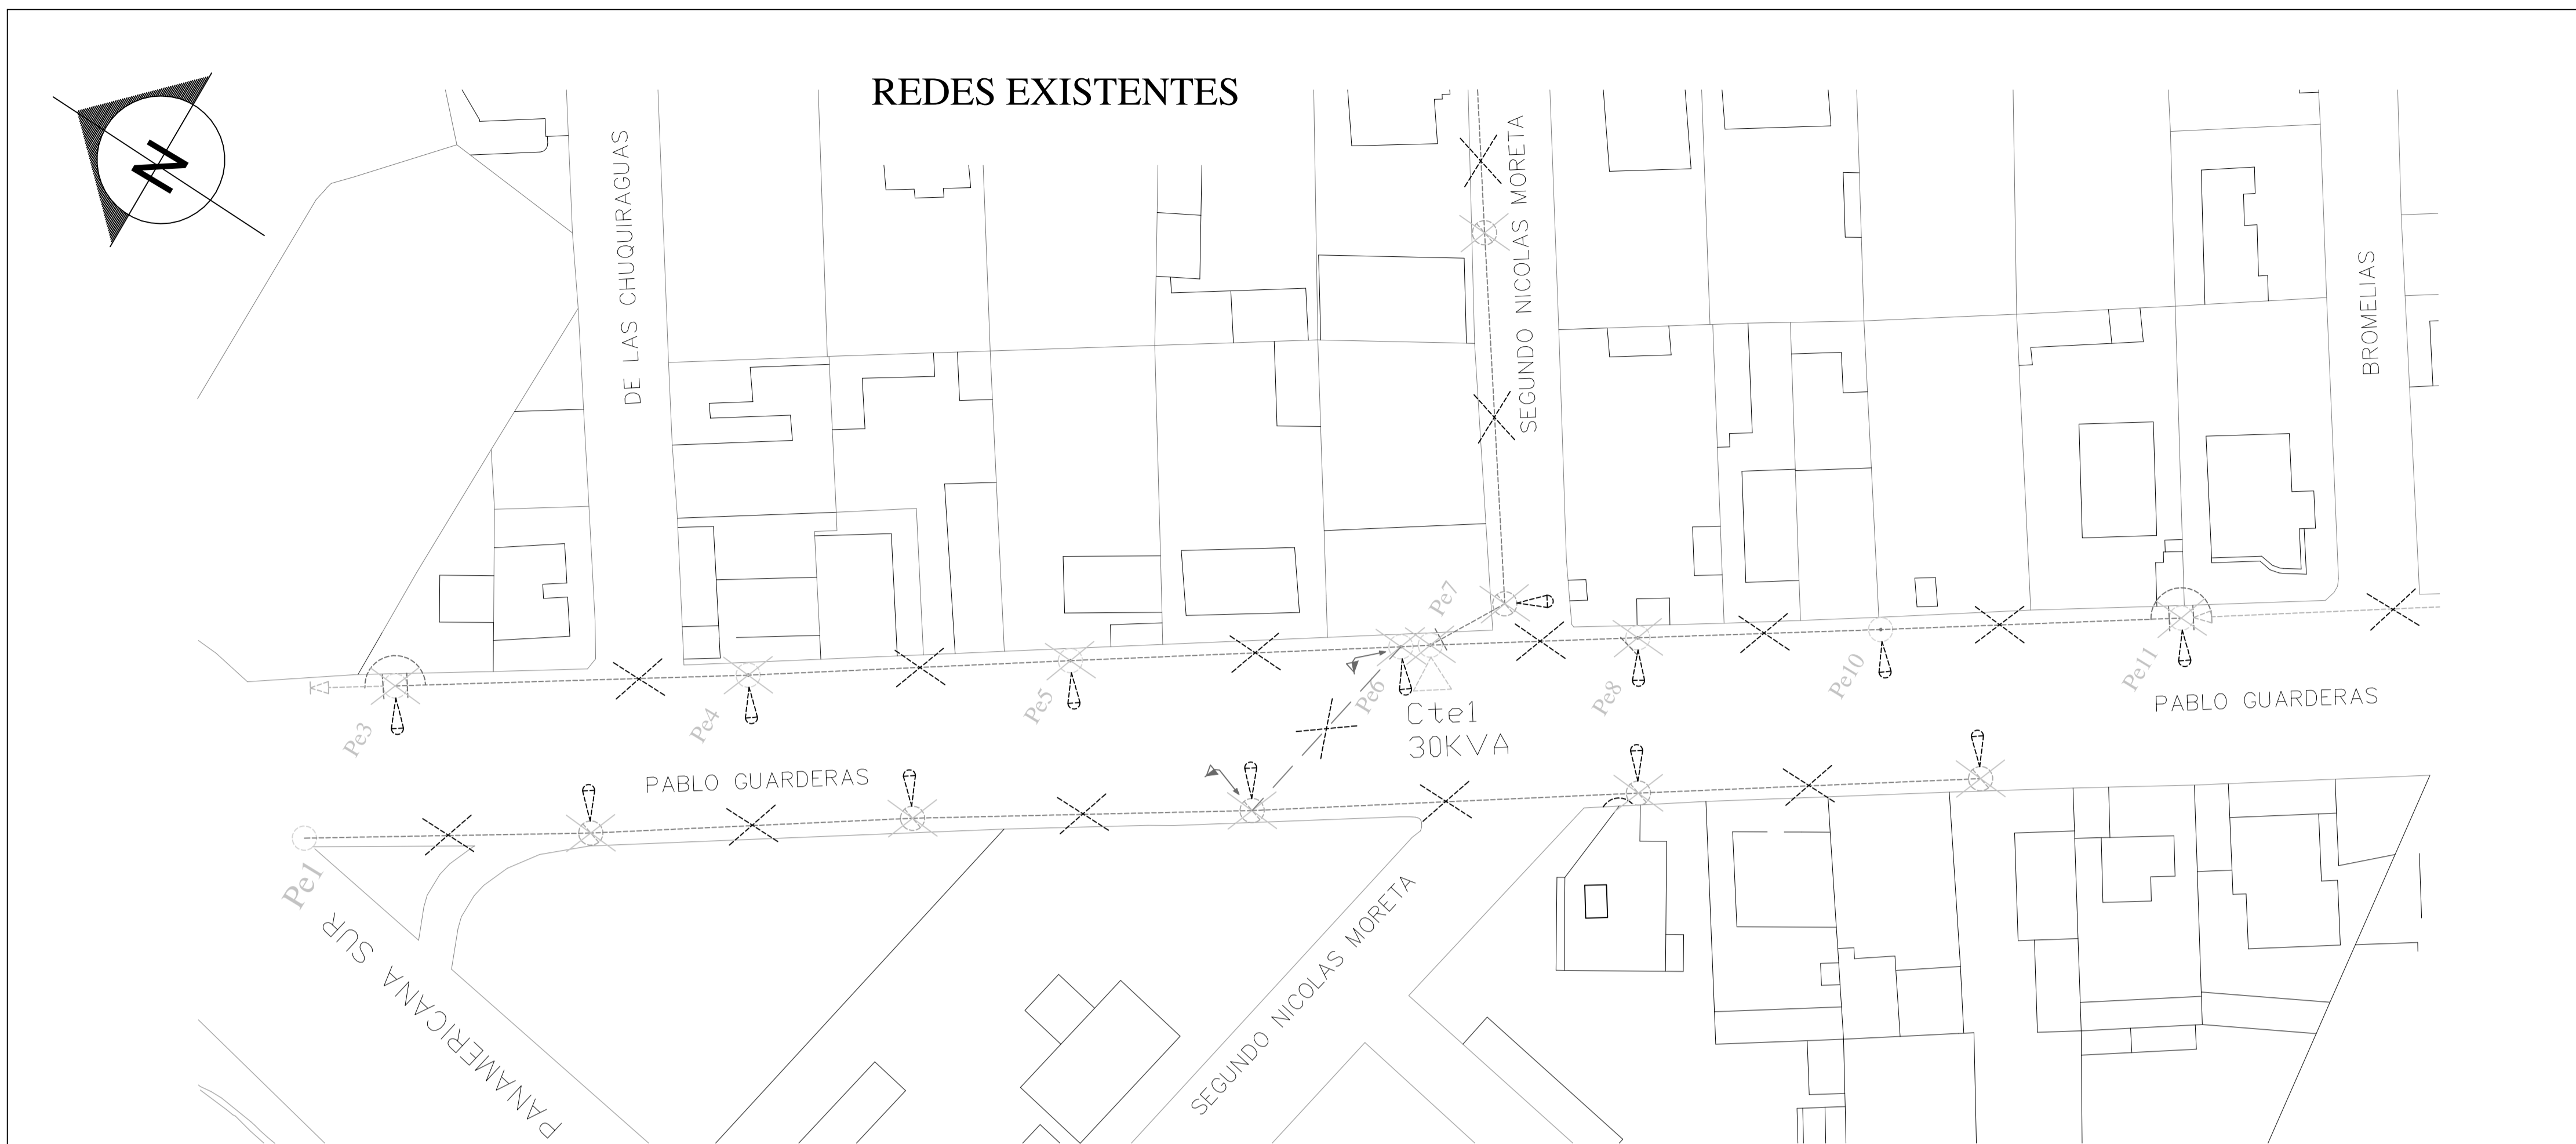 REDES EXISTENTES
N
DE LAS CHUQUIRAGUAS
SEGUNDO NICOLAS MORETA
BROMELIAS
Pe3
Pe4
Pe5
Pe6
Pe7
Pe8
Pe10
Pe11
Cte1
30KVA
PABLO GUARDERAS
PABLO GUARDERAS
Pe1
PANAMERICANA SUR
SEGUNDO NICOLAS MORETA